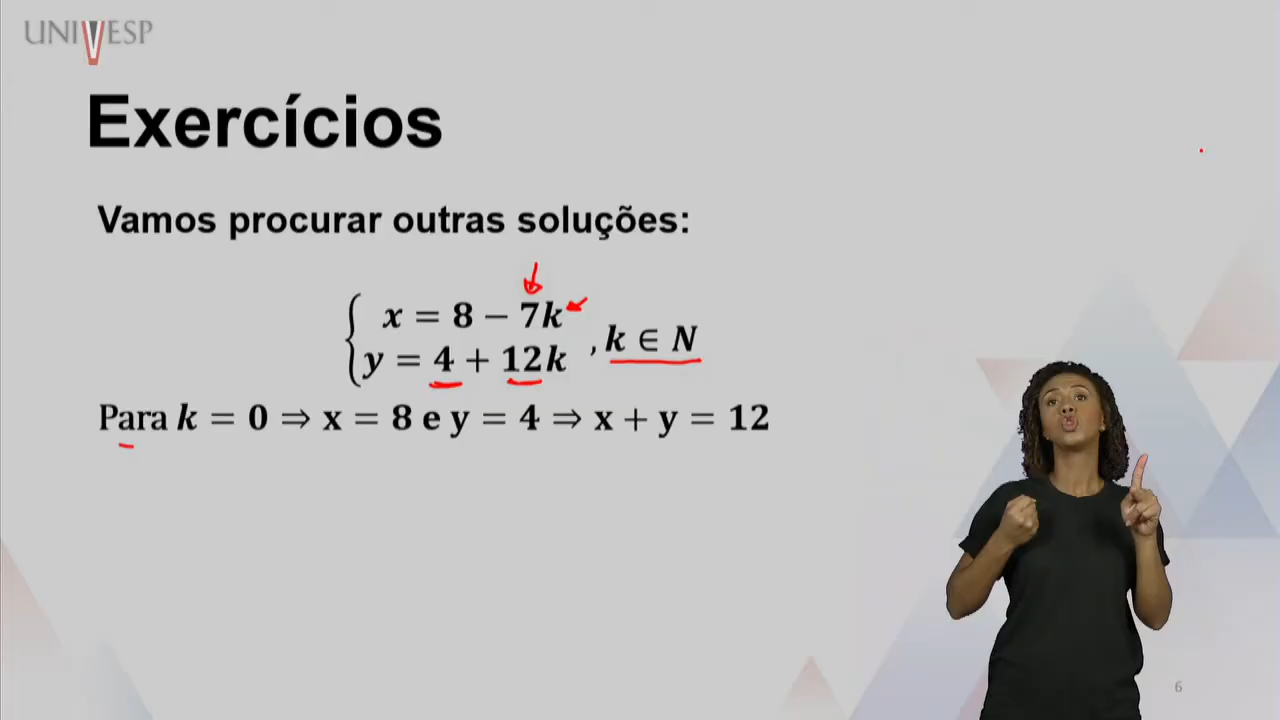 UNIVESP
Exercícios
Vamos procurar outras soluções:
x = 8 − 7k
y = 4 + 12k , k ∈ N
Para k = 0 ⇒ x = 8 e y = 4 ⇒ x + y = 12
6